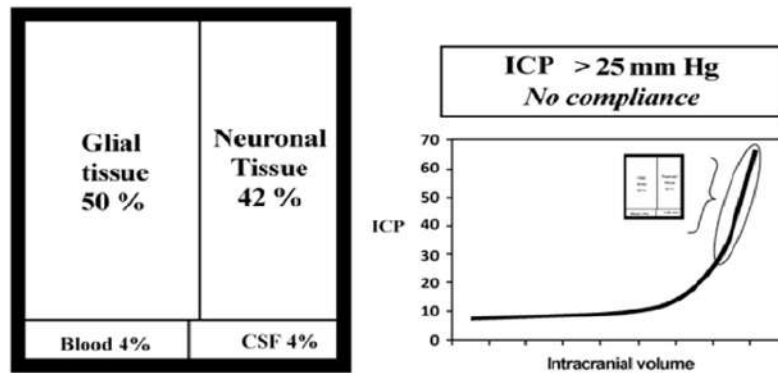 Glial
tissue
50 %
Neuronal
Tissue
42 %
Blood 4%
CSF 4%
ICP > 25 mm Hg
No compliance
70
60
50
40
30
20
10
0
ICP
Intracranial volume